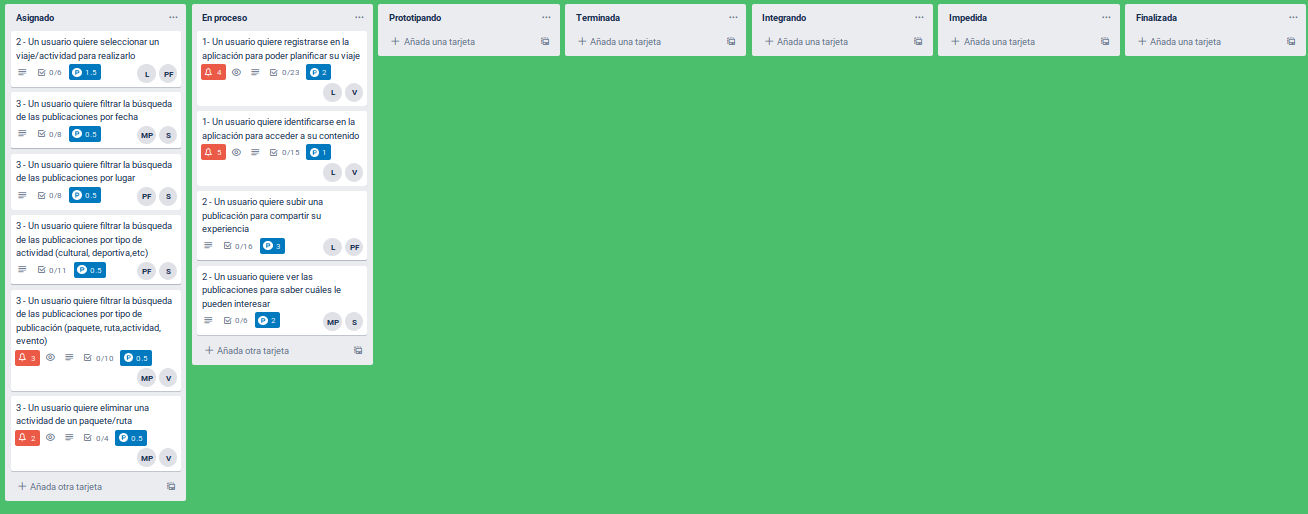 Asignado
2 - Un usuario quiere seleccionar un
viaje/actividad para realizarlo
0/6 P 1.5 L PF
3 - Un usuario quiere filtrar la búsqueda
de las publicaciones por fecha
0/8 P 0.5 MP S
3 - Un usuario quiere filtrar la búsqueda
de las publicaciones por lugar
0/8 P 0.5 PF S
3 - Un usuario quiere filtrar la búsqueda
de las publicaciones por tipo de
actividad (cultural, deportiva,etc)
0/11 P 0.5 PF S
3 - Un usuario quiere filtrar la búsqueda
de las publicaciones por tipo de
publicación (paquete, ruta,actividad,
evento)
3 0/10 P 0.5
MP V
3 - Un usuario quiere eliminar una
actividad de un paquete/ruta
2 0/4 P 0.5
MP V
Añada otra tarjeta
En proceso
1- Un usuario quiere registrarse en la
aplicación para poder planificar su viaje
4 0/23 P 2
L V
1- Un usuario quiere identificarse en la
aplicación para acceder a su contenido
5 0/15 P 1
L V
2 - Un usuario quiere subir una
publicación para compartir su
experiencia
0/16 P 3 L PF
2 - Un usuario quiere ver las
publicaciones para saber cuáles le
pueden interesar
0/6 P 2 MP S
Añada otra tarjeta
Prototipando
Añada una tarjeta
Terminada
Añada una tarjeta
Integrando
Añada una tarjeta
Impedida
Añada una tarjeta
Finalizada
Añada una tarjeta